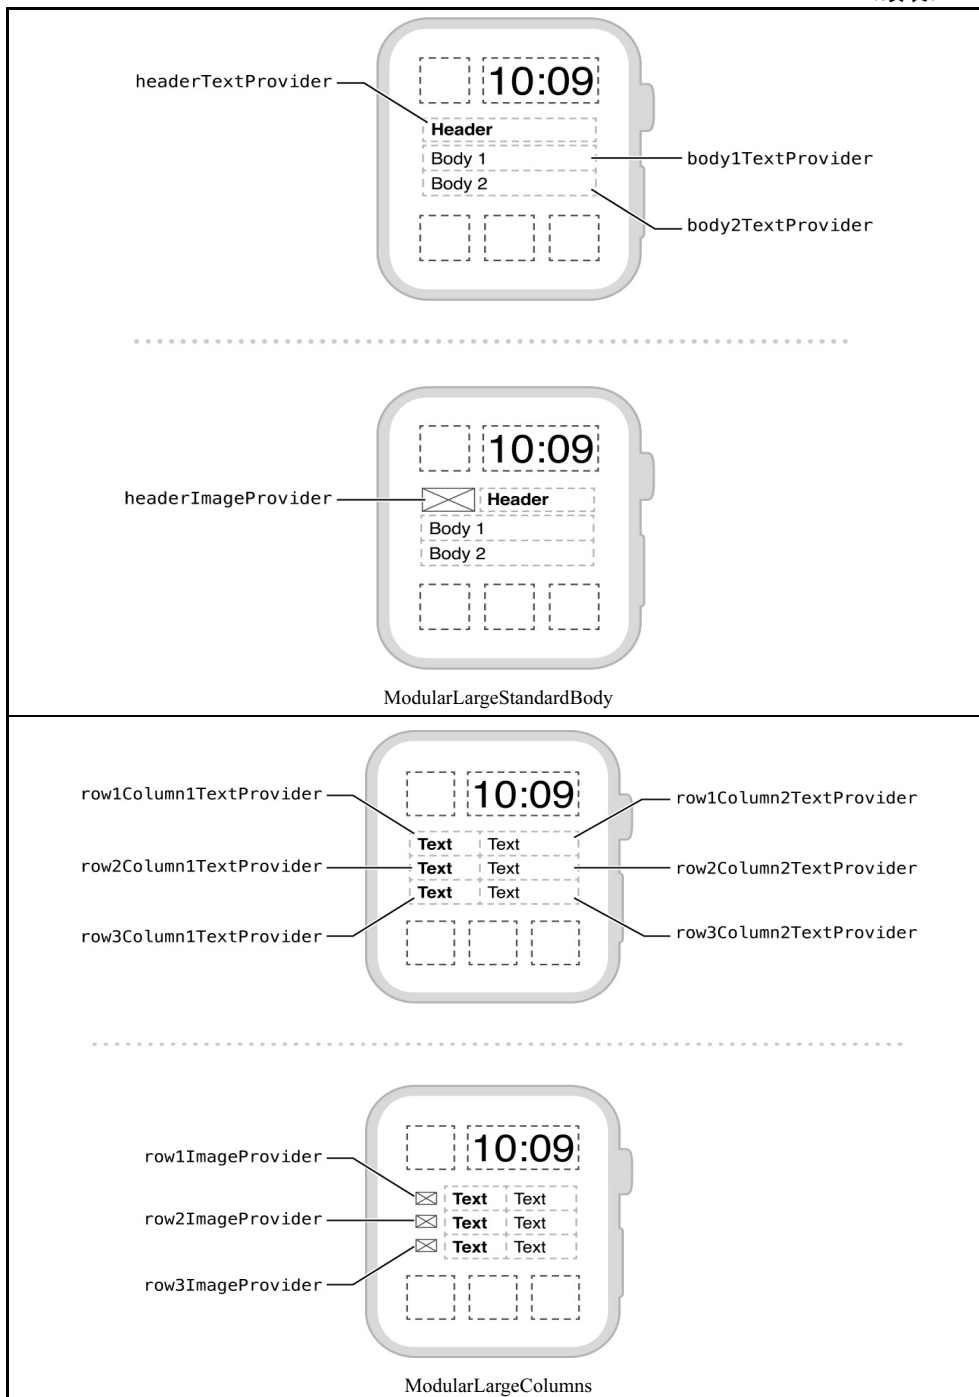 10:09
headerTextProvider
Header
Body 1
body1TextProvider
Body 2
body2TextProvider
10:09
headerImageProvider
Header
Body 1
Body 2
ModularLargeStandardBody
10:09
row1Column1TextProvider
row1Column2TextProvider
Text Text
row2Column1TextProvider
Text Text
row2Column2TextProvider
Text Text
row3Column1TextProvider
row3Column2TextProvider
10:09
row1ImageProvider
Text Text
row2ImageProvider
Text Text
Text Text
row3ImageProvider
ModularLargeColumns